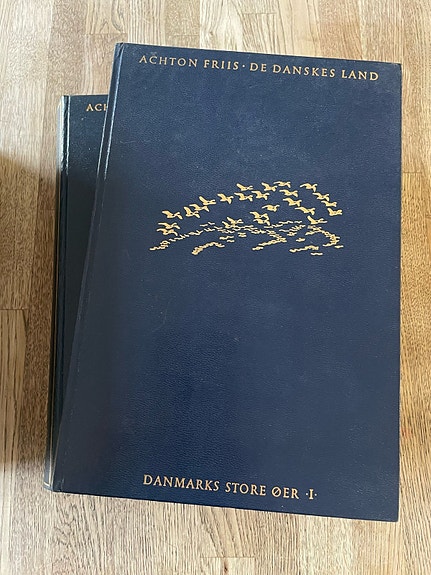 ACHTON FRIIS · DE DANSKES LAND
ACH
DANMARKS STORE ØER · I ·